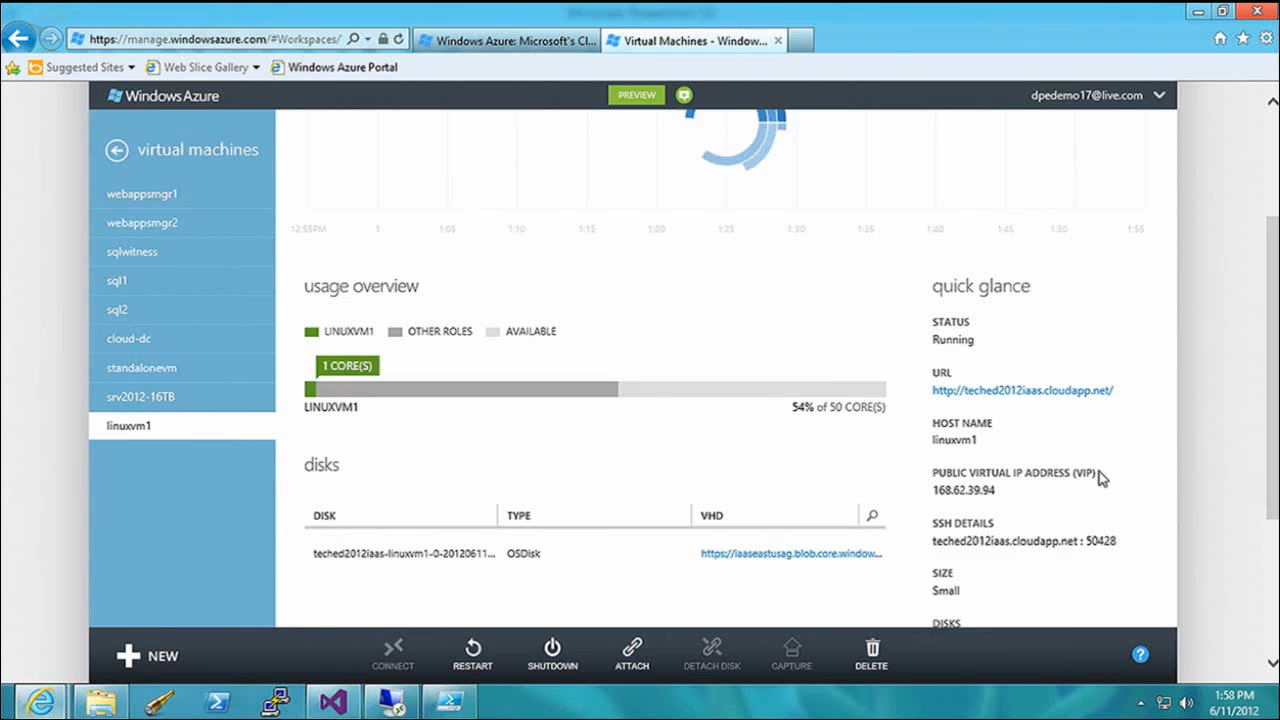 https://manage.windowsazure.com/#Workspaces/
Windows Azure: Microsoft's Cl...
Virtual Machines - Window...
Suggested Sites
Web Slice Gallery
Windows Azure Portal
Windows Azure
PREVIEW
dpedemo17@live.com
virtual machines
webappsmgr1
webappsmgr2
sqlwitness
sql1
sql2
cloud-dc
standalonevm
srv2012-16TB
linuxvm1
12:55PM 1 1:05 1:10 1:15 1:20 1:25 1:30 1:35 1:40 1:45 1:50 1:55
usage overview
LINUXVM1 OTHER ROLES AVAILABLE
1 CORE(S)
LINUXVM1
54% of 50 CORE(S)
disks
DISK TYPE VHD
teched2012iaas-linuxvm1-0-20120611... OSDisk https://iaaseastusag.blob.core.window...
quick glance
STATUS
Running
URL
http://teched2012iaas.cloudapp.net/
HOST NAME
linuxvm1
PUBLIC VIRTUAL IP ADDRESS (VIP)
168.62.39.94
SSH DETAILS
teched2012iaas.cloudapp.net : 50428
SIZE
Small
DISKS
NEW
CONNECT
RESTART
SHUTDOWN
ATTACH
DETACH DISK
CAPTURE
DELETE
1:58 PM
6/11/2012